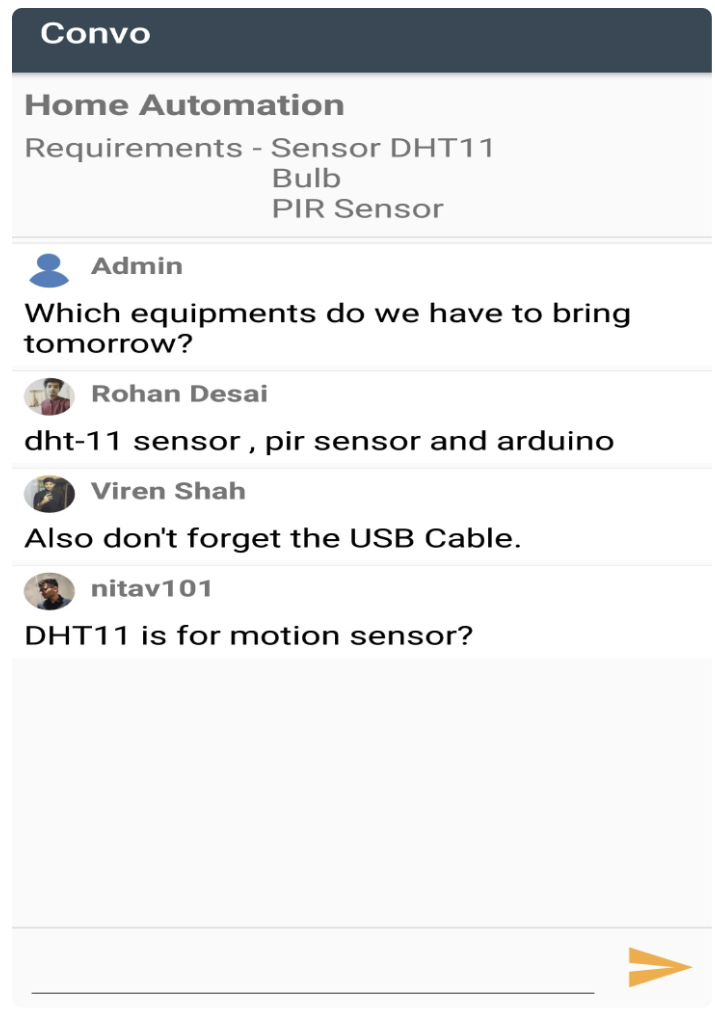 Convo
Home Automation
Requirements - Sensor DHT11
Bulb
PIR Sensor
Admin
Which equipments do we have to bring
tomorrow?
Rohan Desai
dht-11 sensor , pir sensor and arduino
Viren Shah
Also don't forget the USB Cable.
nitav101
DHT11 is for motion sensor?